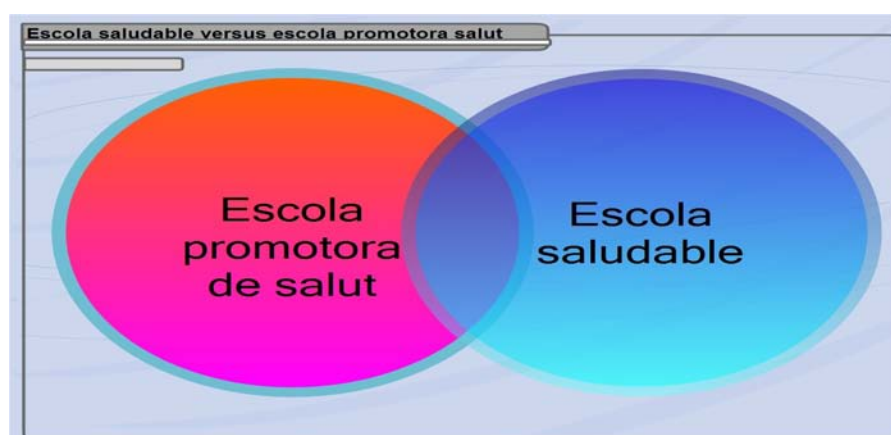 Escola saludable versus escola promotora salut
Escola
promotora
de salut
Escola
saludable